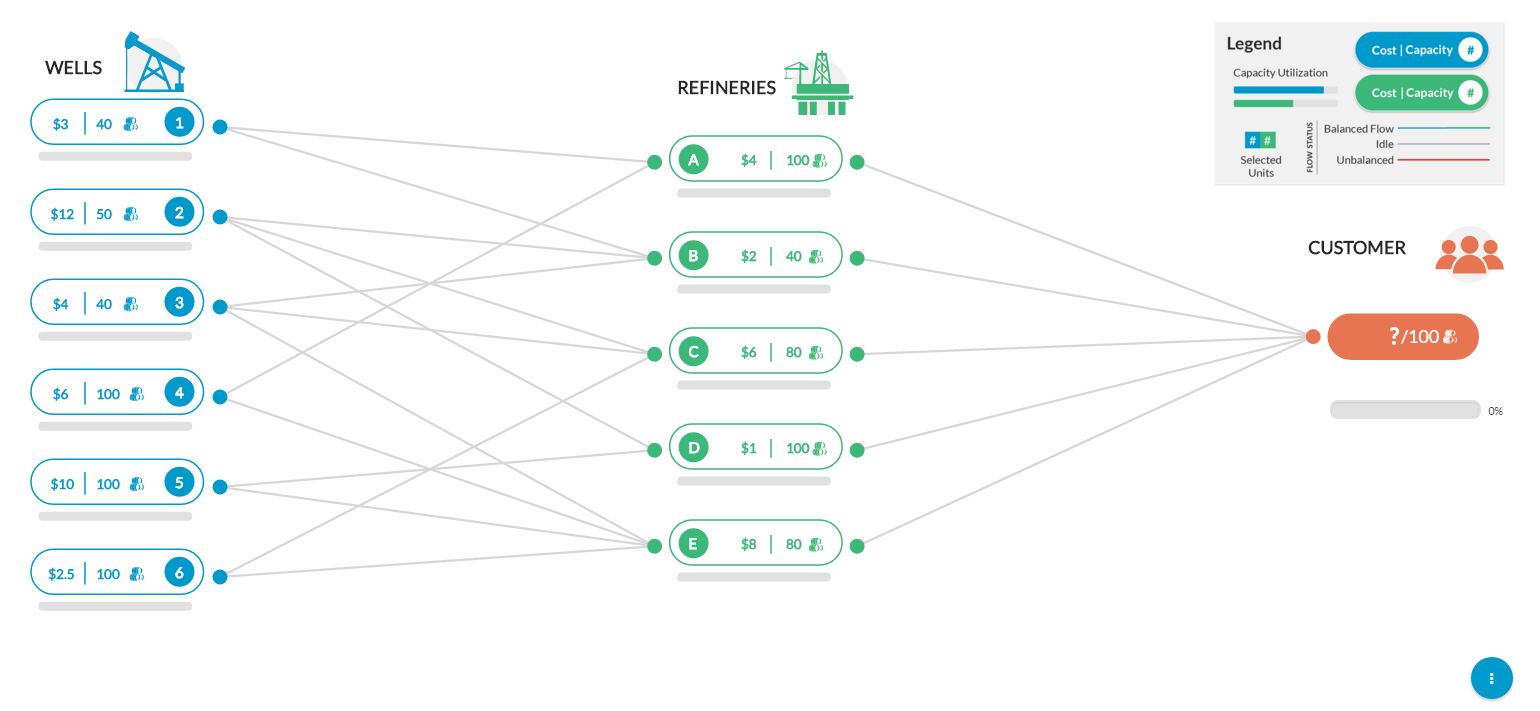 WELLS
$3 | 40 1
$12 | 50 2
$4 | 40 3
$6 | 100 4
$10 | 100 5
$2.5 | 100 6
REFINERIES
A $4 | 100
B $2 | 40
C $6 | 80
D $1 | 100
E $8 | 80
Legend
Cost | Capacity #
Capacity Utilization
Cost | Capacity #
# #
Selected
Units
FLOW STATUS
Balanced Flow
Idle
Unbalanced
CUSTOMER
?/100
0%